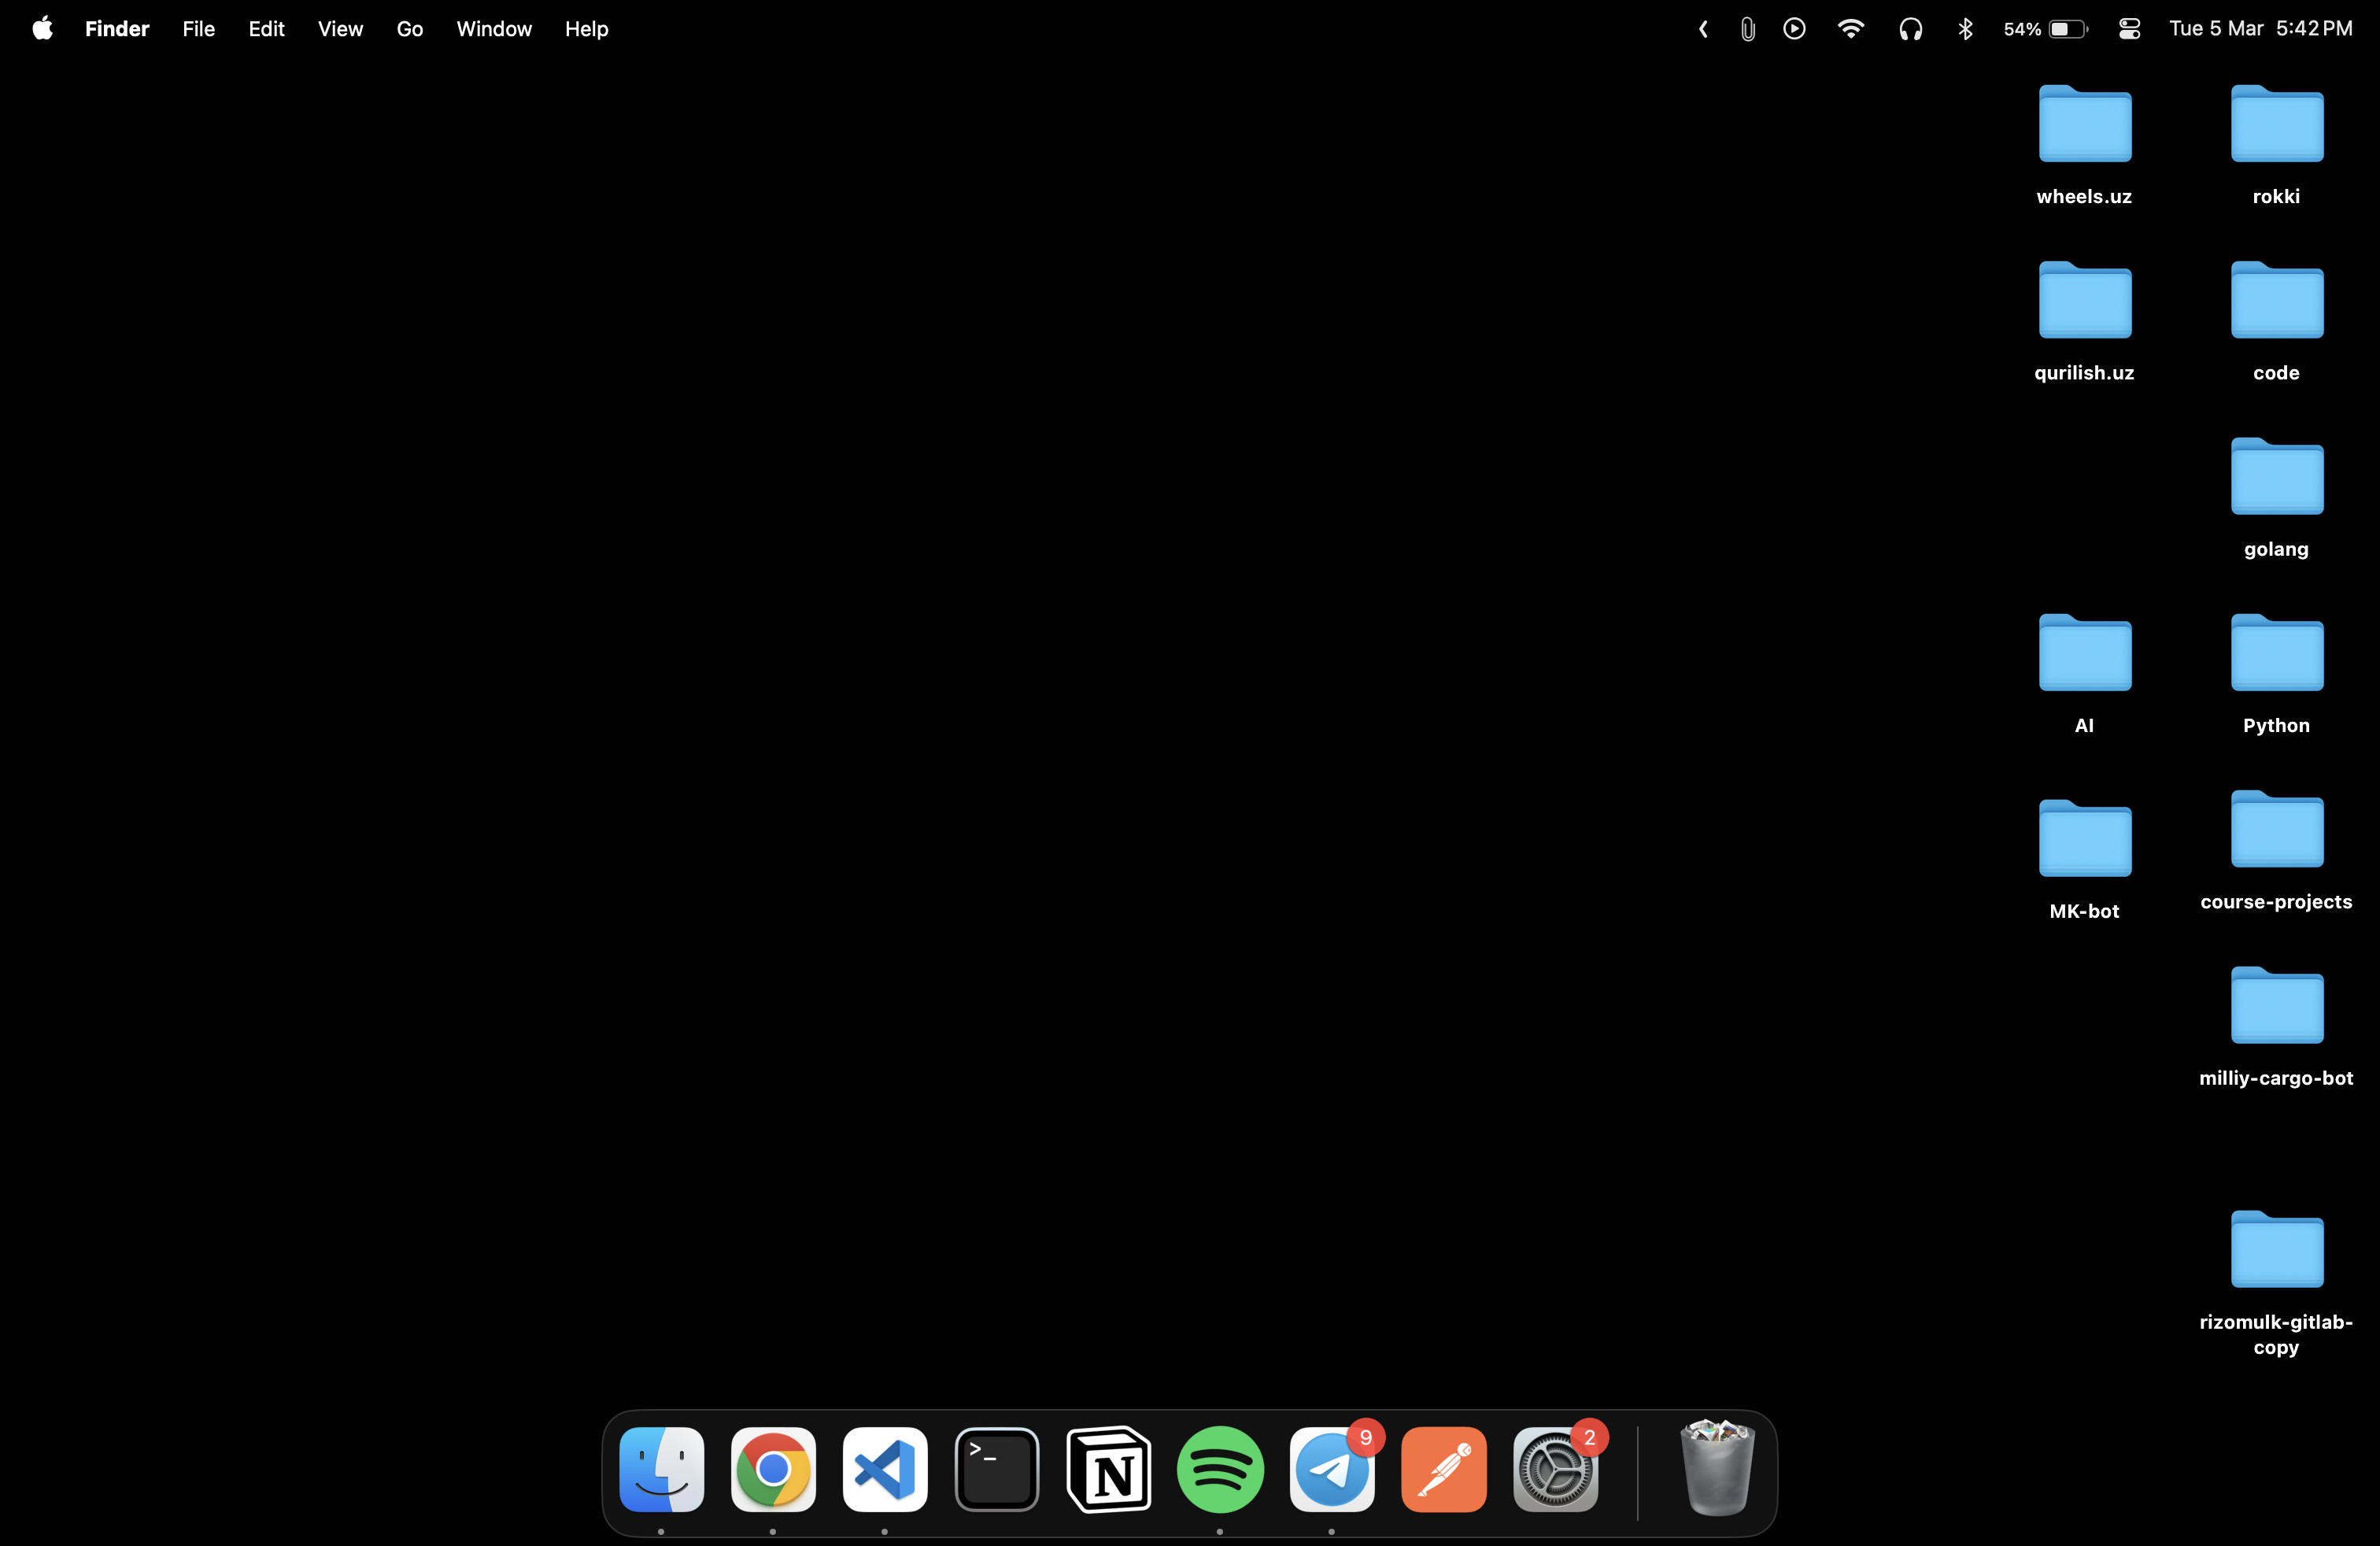 Finder File Edit View Go Window Help 54% Tue 5 Mar 5:42 PM
wheels.uz rokki
qurilish.uz code
golang
AI Python
MK-bot course-projects
milliy-cargo-bot
rizomulk-gitlab-
copy
>_ N 9 2